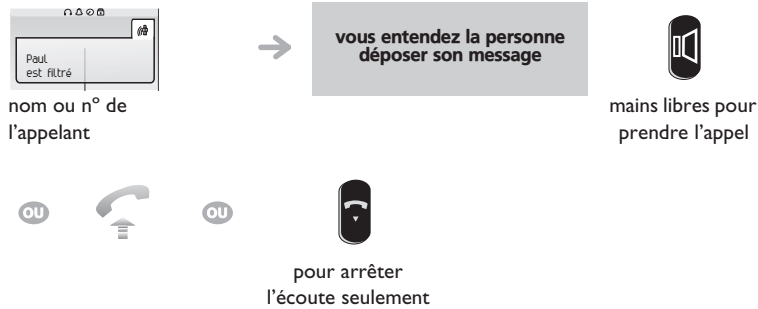 Paul
est filtré
nom ou nº de
l'appelant
vous entendez la personne
déposer son message
mains libres pour
prendre l'appel
OU
OU
pour arrêter
l'écoute seulement